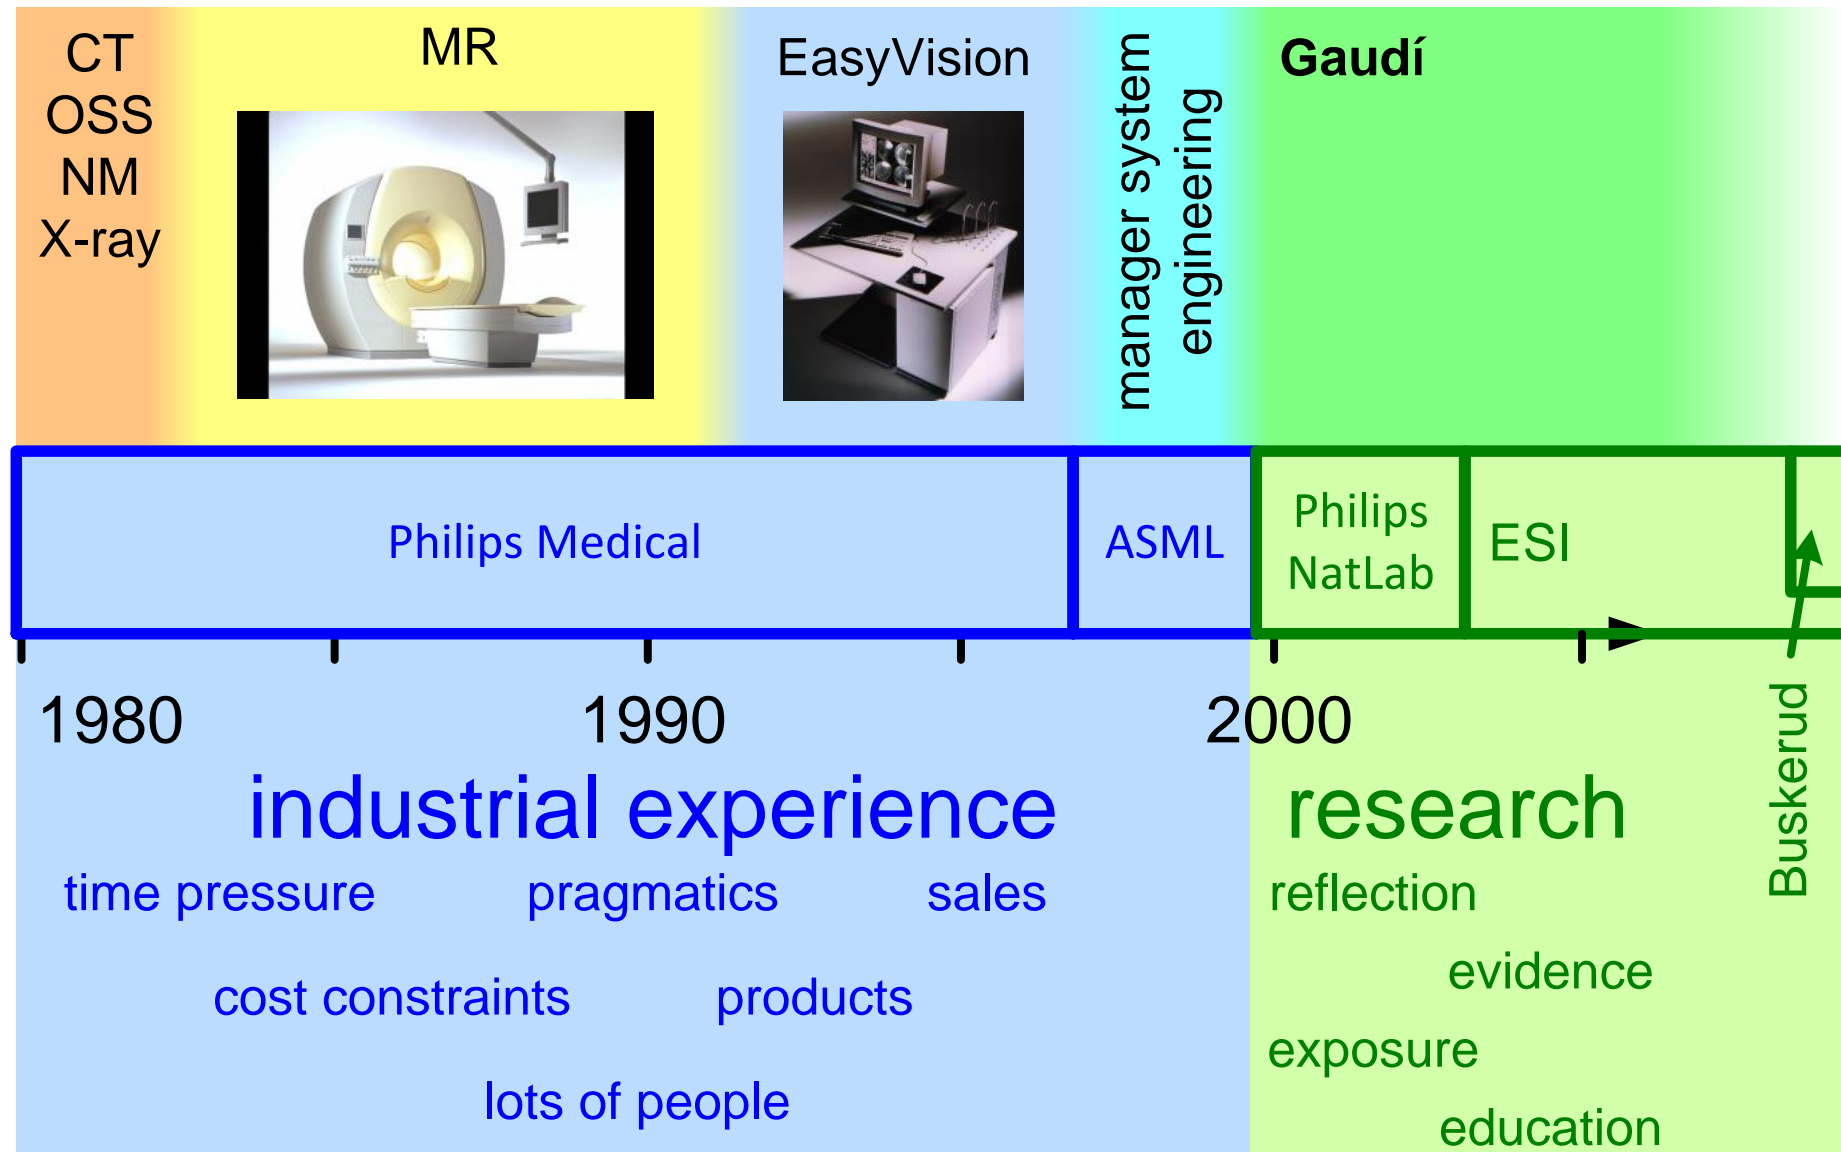 CT
OSS
NM
X-ray
MR
EasyVision
manager system
engineering
Gaudí
Philips Medical
ASML
Philips
NatLab
ESI
1980
1990
2000
industrial experience
research
Buskerud
time pressure
pragmatics
sales
reflection
evidence
cost constraints
products
exposure
lots of people
education